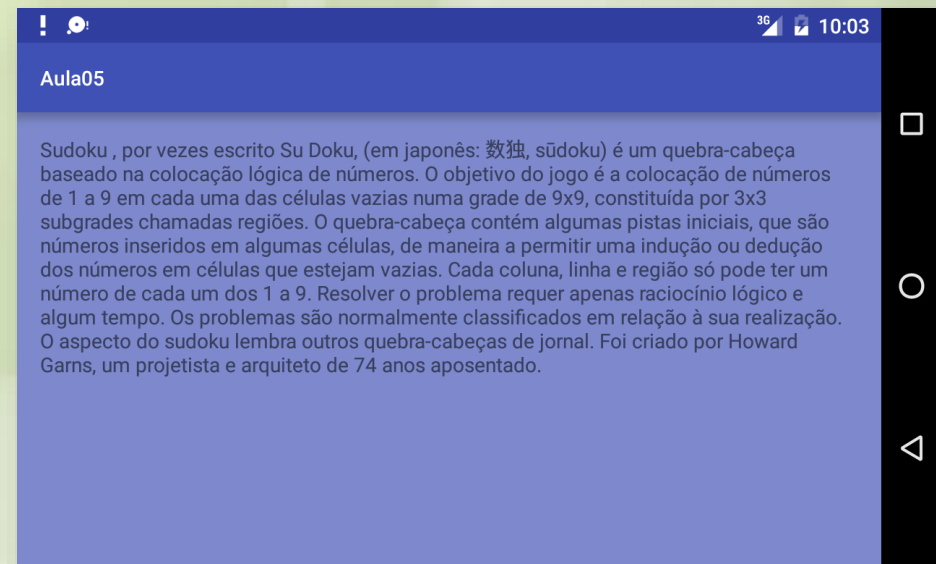 3G 10:03
Aula05
Sudoku , por vezes escrito Su Doku, (em japonês: 数独, sūdoku) é um quebra-cabeça
baseado na colocação lógica de números. O objetivo do jogo é a colocação de números
de 1 a 9 em cada uma das células vazias numa grade de 9x9, constituída por 3x3
subgrades chamadas regiões. O quebra-cabeça contém algumas pistas iniciais, que são
números inseridos em algumas células, de maneira a permitir uma indução ou dedução
dos números em células que estejam vazias. Cada coluna, linha e região só pode ter um
número de cada um dos 1 a 9. Resolver o problema requer apenas raciocínio lógico e
algum tempo. Os problemas são normalmente classificados em relação à sua realização.
O aspecto do sudoku lembra outros quebra-cabeças de jornal. Foi criado por Howard
Garns, um projetista e arquiteto de 74 anos aposentado.